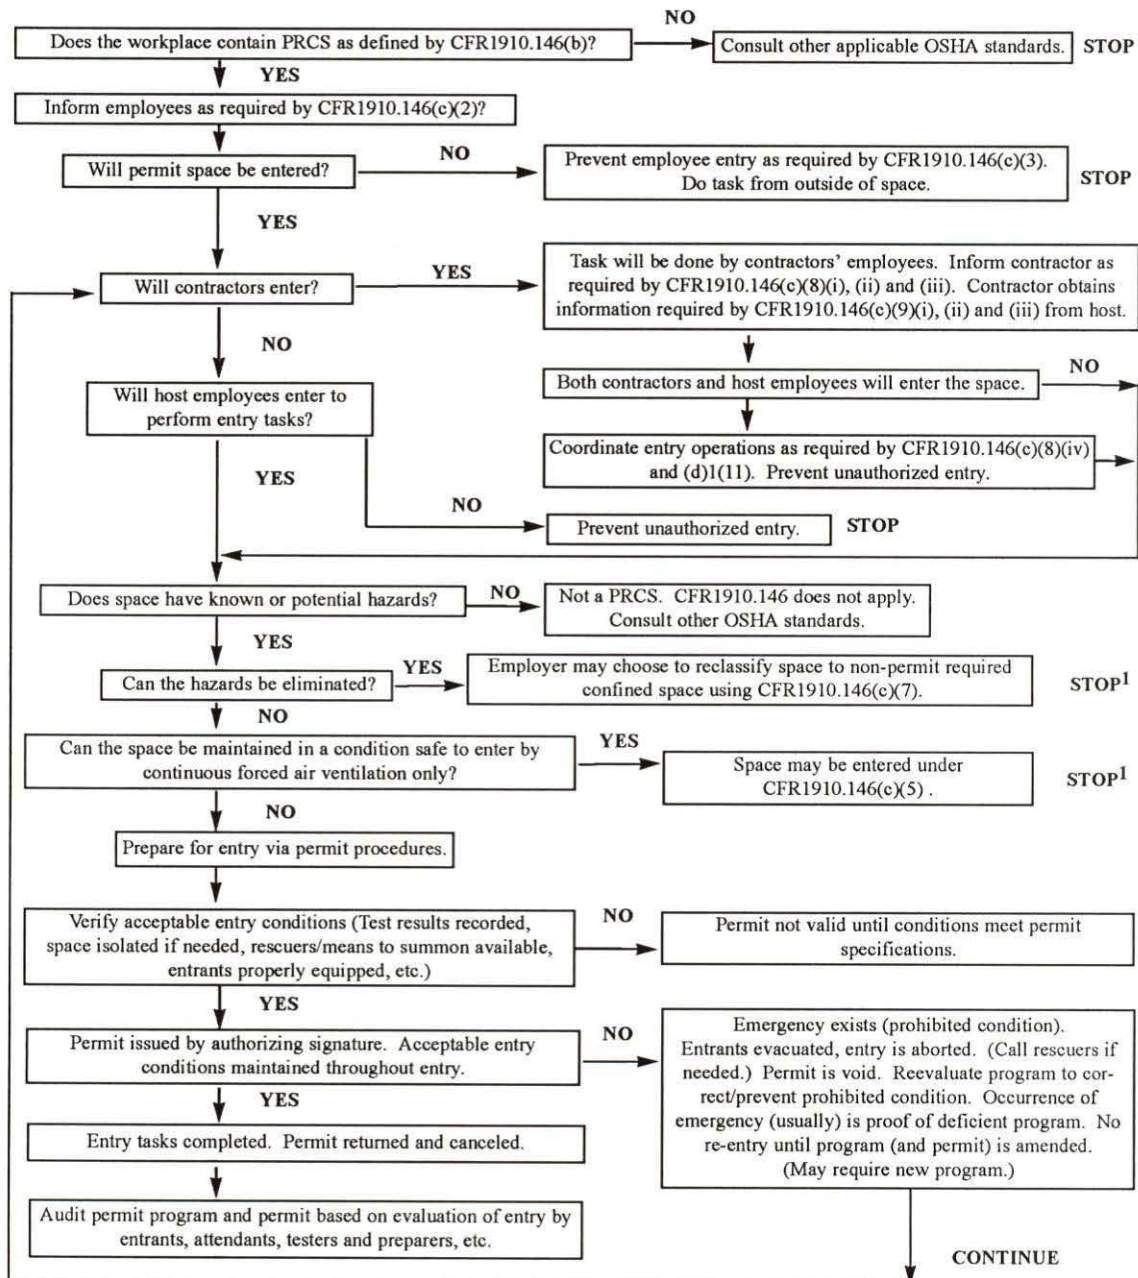 NO
Does the workplace contain PRCS as defined by CFR1910.146(b)?
Consult other applicable OSHA standards.
STOP
YES
Inform employees as required by CFR1910.146(c)(2)?
Will permit space be entered?
NO
Prevent employee entry as required by CFR1910.146(c)(3).
Do task from outside of space.
STOP
YES
Will contractors enter?
YES
Task will be done by contractors' employees. Inform contractor as
required by CFR1910.146(c)(8)(i), (ii) and (iii). Contractor obtains
information required by CFR1910.146(c)(9)(i), (ii) and (iii) from host.
NO
Both contractors and host employees will enter the space.
NO
Will host employees enter to
perform entry tasks?
Coordinate entry operations as required by CFR1910.146(c)(8)(iv)
and (d)1(11). Prevent unauthorized entry.
YES
NO
Prevent unauthorized entry.
STOP
Does space have known or potential hazards?
NO
Not a PRCS. CFR1910.146 does not apply.
Consult other OSHA standards.
YES
Can the hazards be eliminated?
YES
Employer may choose to reclassify space to non-permit required
confined space using CFR1910.146(c)(7).
STOP1
NO
Can the space be maintained in a condition safe to enter by
continuous forced air ventilation only?
YES
Space may be entered under
CFR1910.146(c)(5) .
STOP1
NO
Prepare for entry via permit procedures.
Verify acceptable entry conditions (Test results recorded,
space isolated if needed, rescuers/means to summon available,
entrants properly equipped, etc.)
NO
Permit not valid until conditions meet permit
specifications.
YES
Permit issued by authorizing signature. Acceptable entry
conditions maintained throughout entry.
NO
Emergency exists (prohibited condition).
Entrants evacuated, entry is aborted. (Call rescuers if
needed.) Permit is void. Reevaluate program to cor-
rect/prevent prohibited condition. Occurrence of
emergency (usually) is proof of deficient program. No
re-entry until program (and permit) is amended.
(May require new program.)
YES
Entry tasks completed. Permit returned and canceled.
Audit permit program and permit based on evaluation of entry by
entrants, attendants, testers and preparers, etc.
CONTINUE